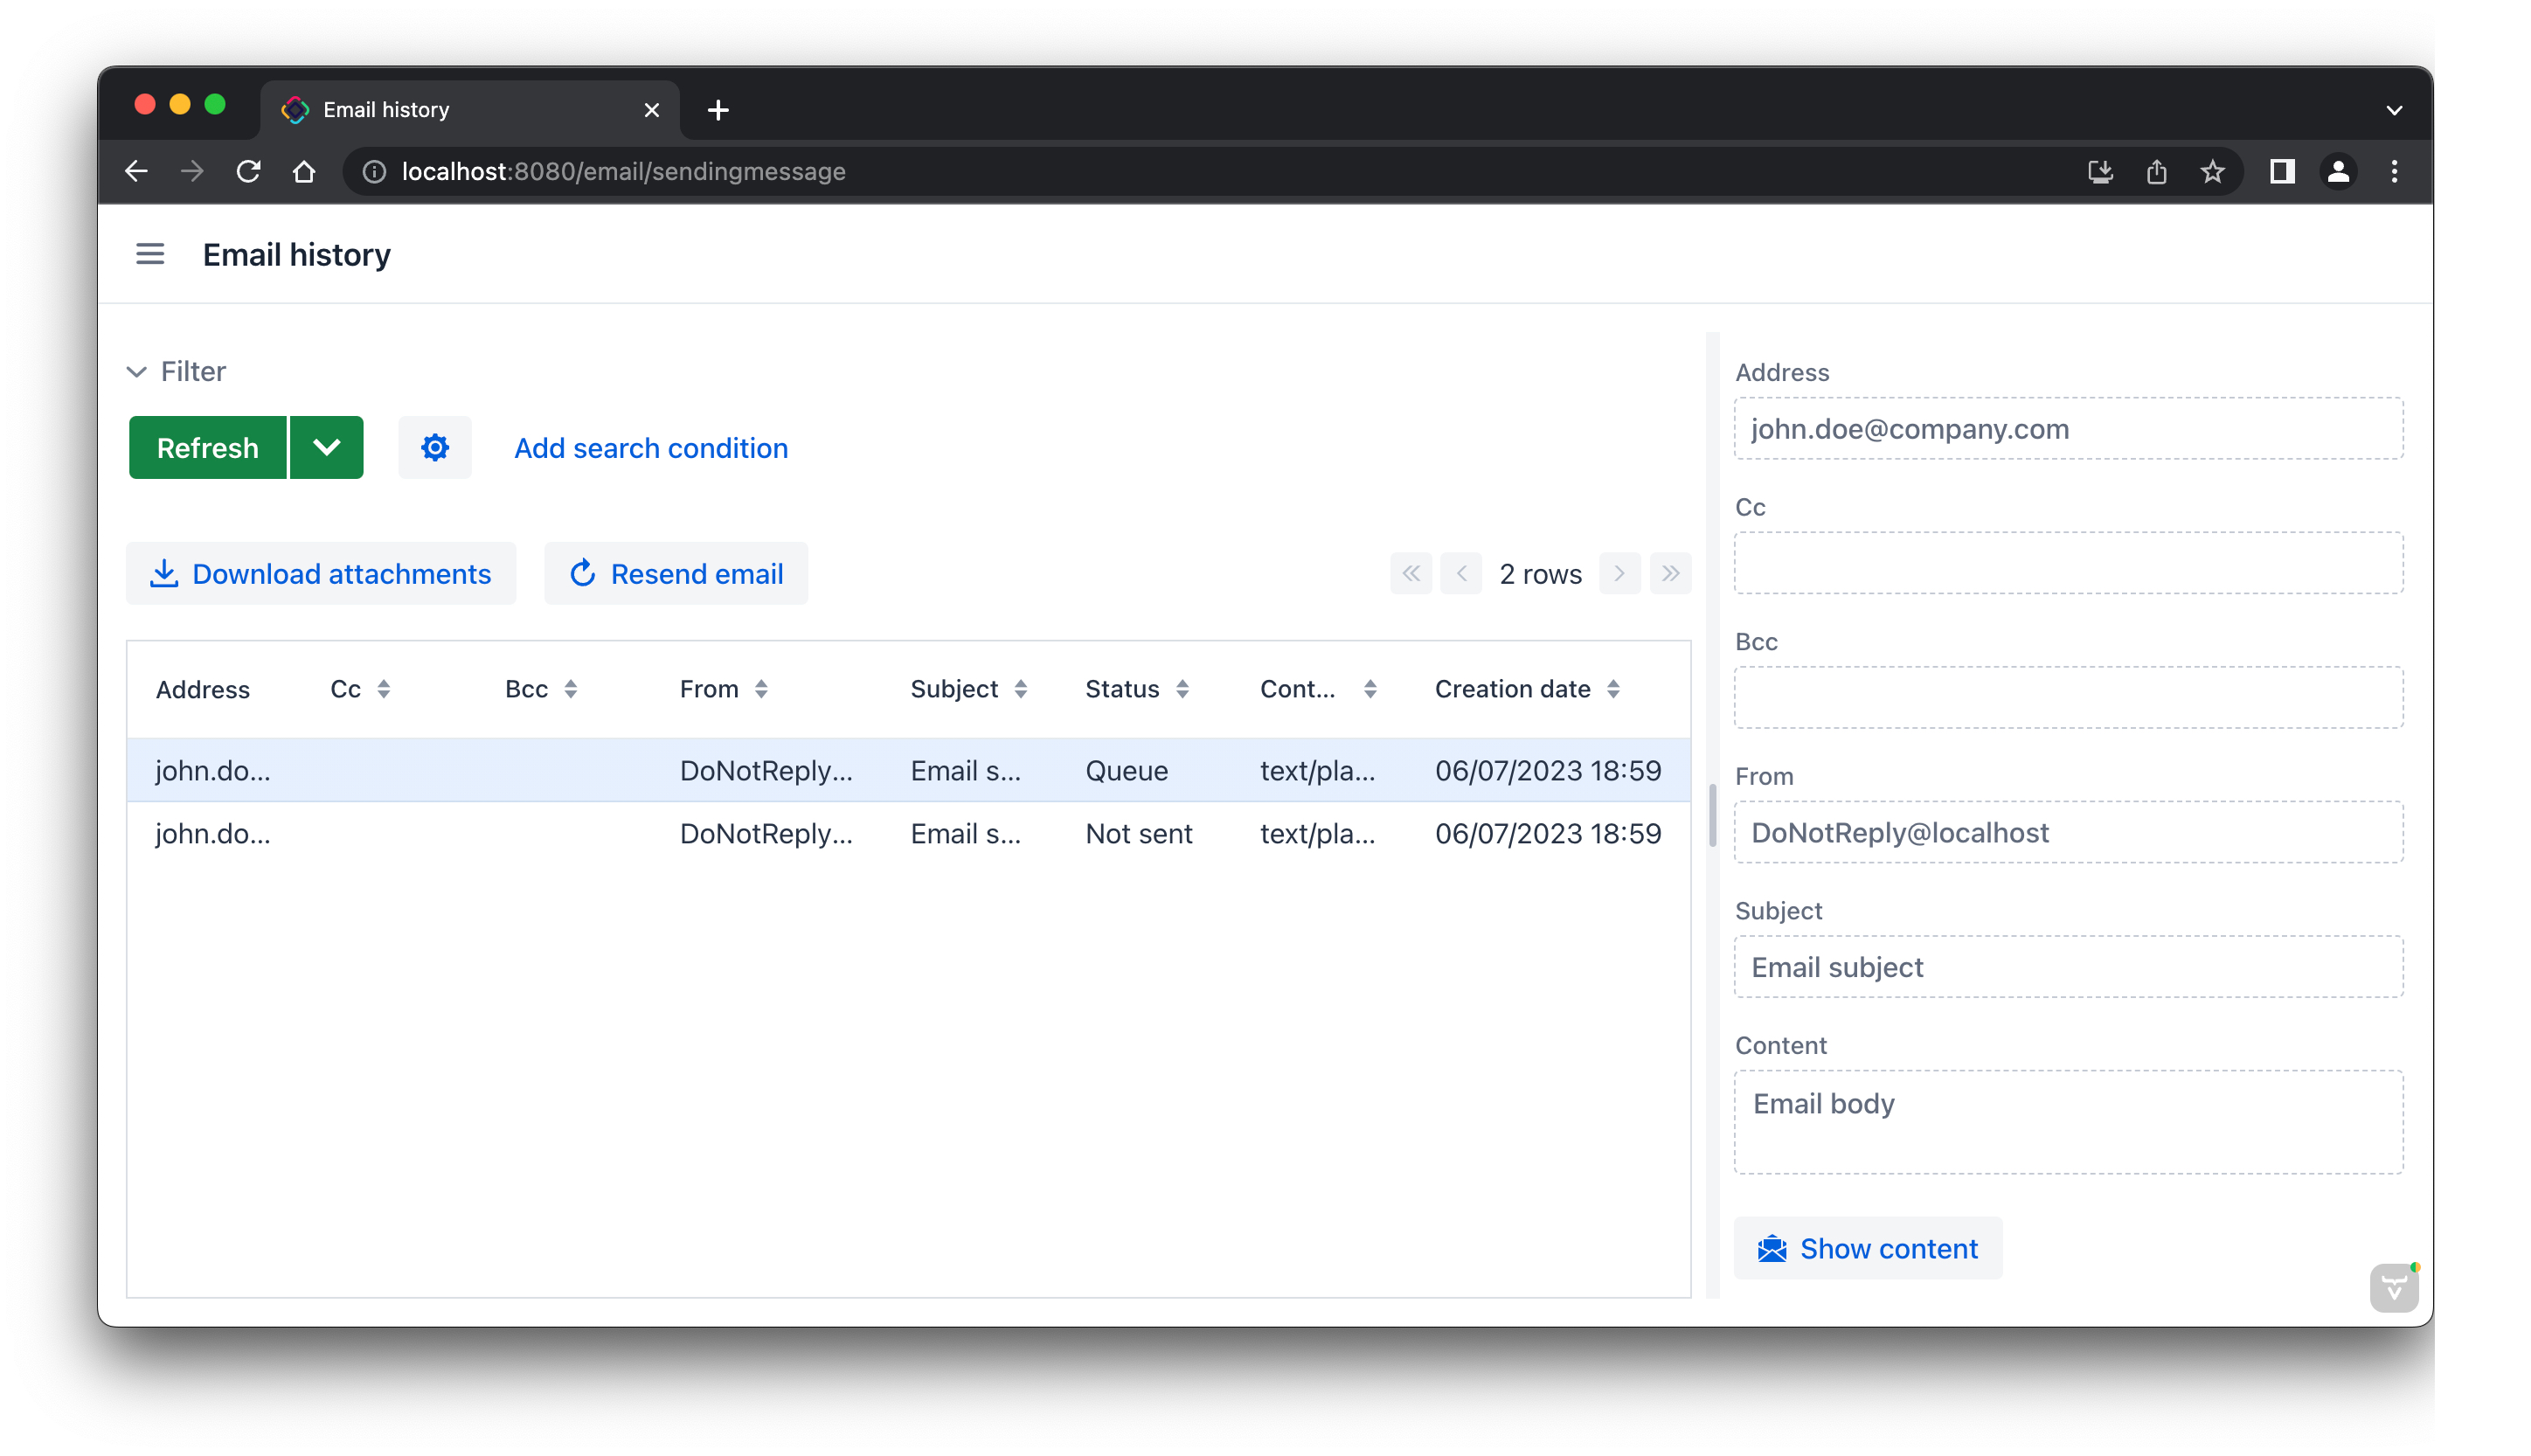 Email history
localhost:8080/email/sendingmessage
Email history
Filter
Refresh
Add search condition
Download attachments
Resend email
2 rows
Address Cc Bcc From Subject Status Cont... Creation date
john.do... DoNotReply... Email s... Queue text/pla... 06/07/2023 18:59
john.do... DoNotReply... Email s... Not sent text/pla... 06/07/2023 18:59
Address
john.doe@company.com
Cc
Bcc
From
DoNotReply@localhost
Subject
Email subject
Content
Email body
Show content